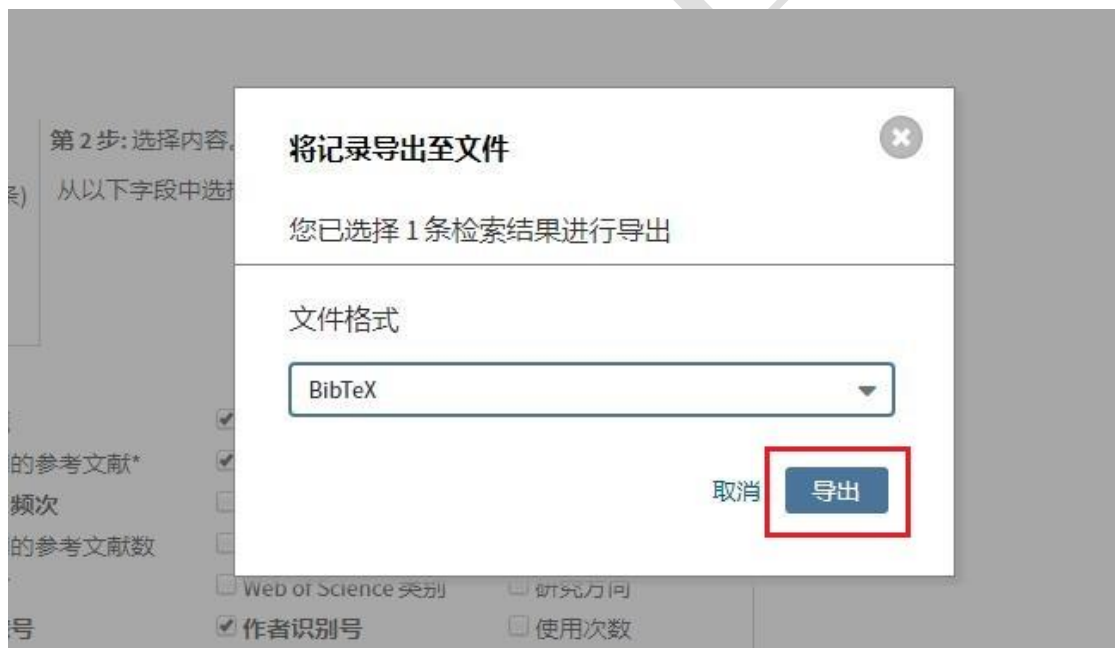 第 2 步: 选择内容。
条) 从以下字段中选择
将记录导出至文件
您已选择 1 条检索结果进行导出
文件格式
BibTeX
取消 导出
的参考文献*
频次
的参考文献数
Web of Science 类别 研究方向
号 作者识别号 使用次数